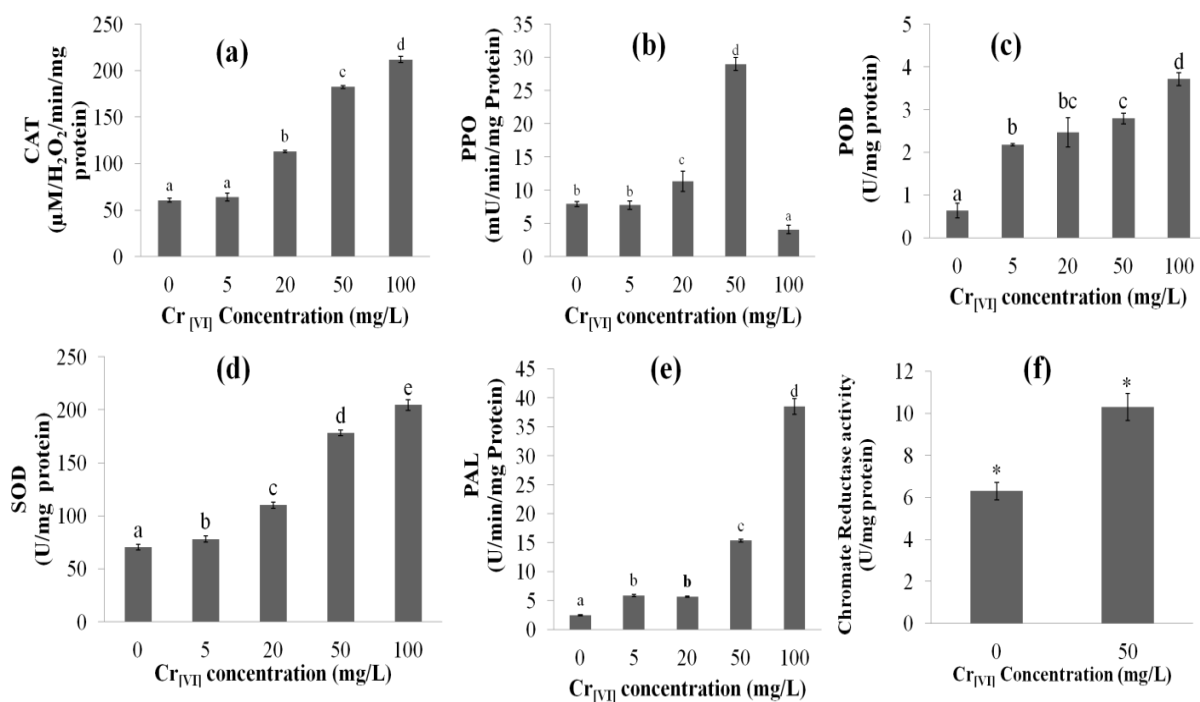 (a)
CAT
(µM/H₂O₂/min/mg
protein)
250
200
150
100
50
0
a
a
b
c
d
0 5 20 50 100
Cr [VI] Concentration (mg/L)
(b)
PPO
(mU/min/mg Protein)
35
30
25
20
15
10
5
0
b
b
c
d
a
0 5 20 50 100
Cr[VI] concentration (mg/L)
(c)
POD
(U/mg protein)
5
4
3
2
1
0
a
b
bc
c
d
0 5 20 50 100
Cr[VI] concentration (mg/L)
(d)
SOD
(U/mg protein)
250
200
150
100
50
0
a
b
c
d
e
0 5 20 50 100
Cr[VI] concentration (mg/L)
(e)
PAL
(U/min/mg Protein)
45
40
35
30
25
20
15
10
5
0
a
b
b
c
d
0 5 20 50 100
Cr[VI] concentration (mg/L)
(f)
Chromate Reductase activity
(U/mg protein)
12
10
8
6
4
2
0
*
*
0 50
Cr[VI] Concentration (mg/L)